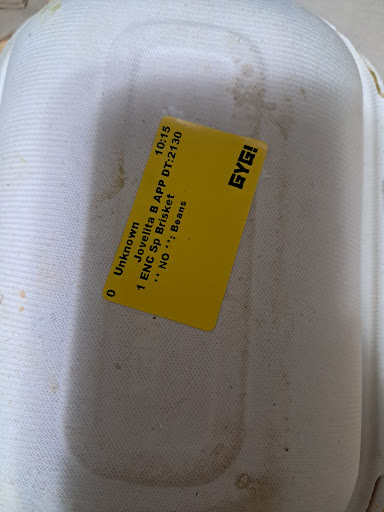 0 Unknown 10:15
Jovelita B APP DT:2130
1 ENC Sp Brisket
** NO **: Beans
GYG!